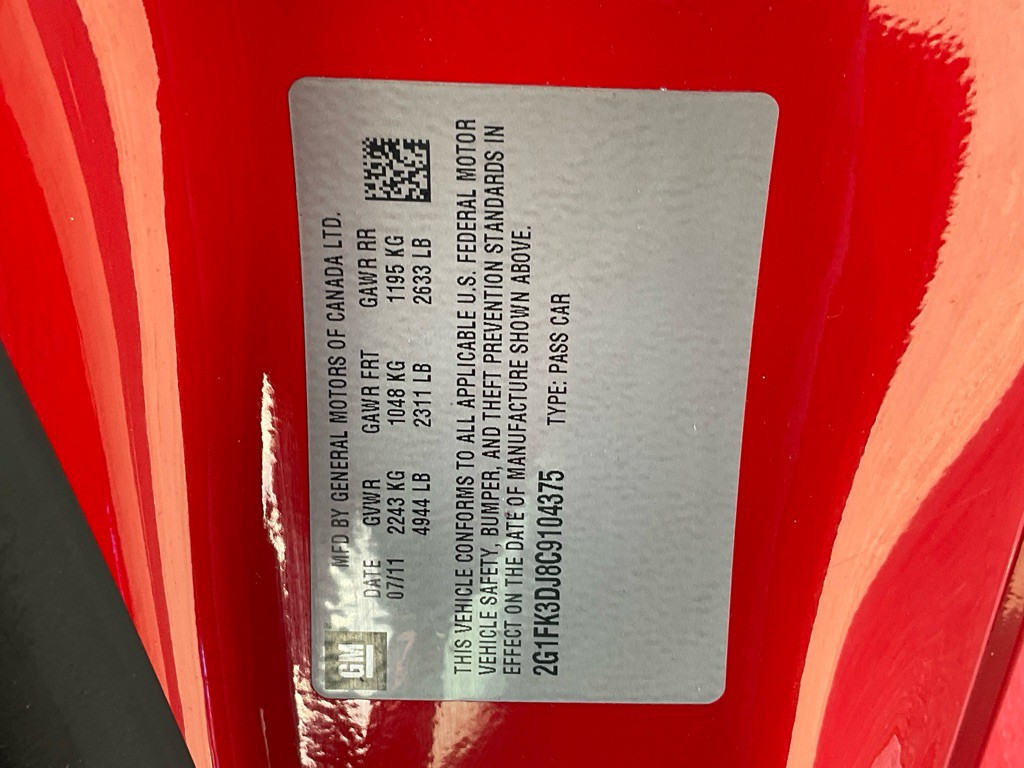 GM
MFD BY GENERAL MOTORS OF CANADA LTD.
DATE GVWR GAWR FRT GAWR RR
07/11 2243 KG 1048 KG 1195 KG
4944 LB 2311 LB 2633 LB
THIS VEHICLE CONFORMS TO ALL APPLICABLE U.S. FEDERAL MOTOR
VEHICLE SAFETY, BUMPER, AND THEFT PREVENTION STANDARDS IN
EFFECT ON THE DATE OF MANUFACTURE SHOWN ABOVE.
2G1FK3DJ8C9104375 TYPE: PASS CAR